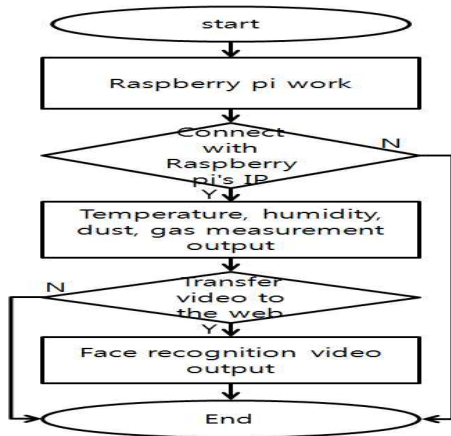 start
Raspberry pi work
Connect
with
Raspberry
pi's IP
N
Y
Temperature, humidity,
dust, gas measurement
output
Transfer
video to
the web
N
Y
Face recognition video
output
End